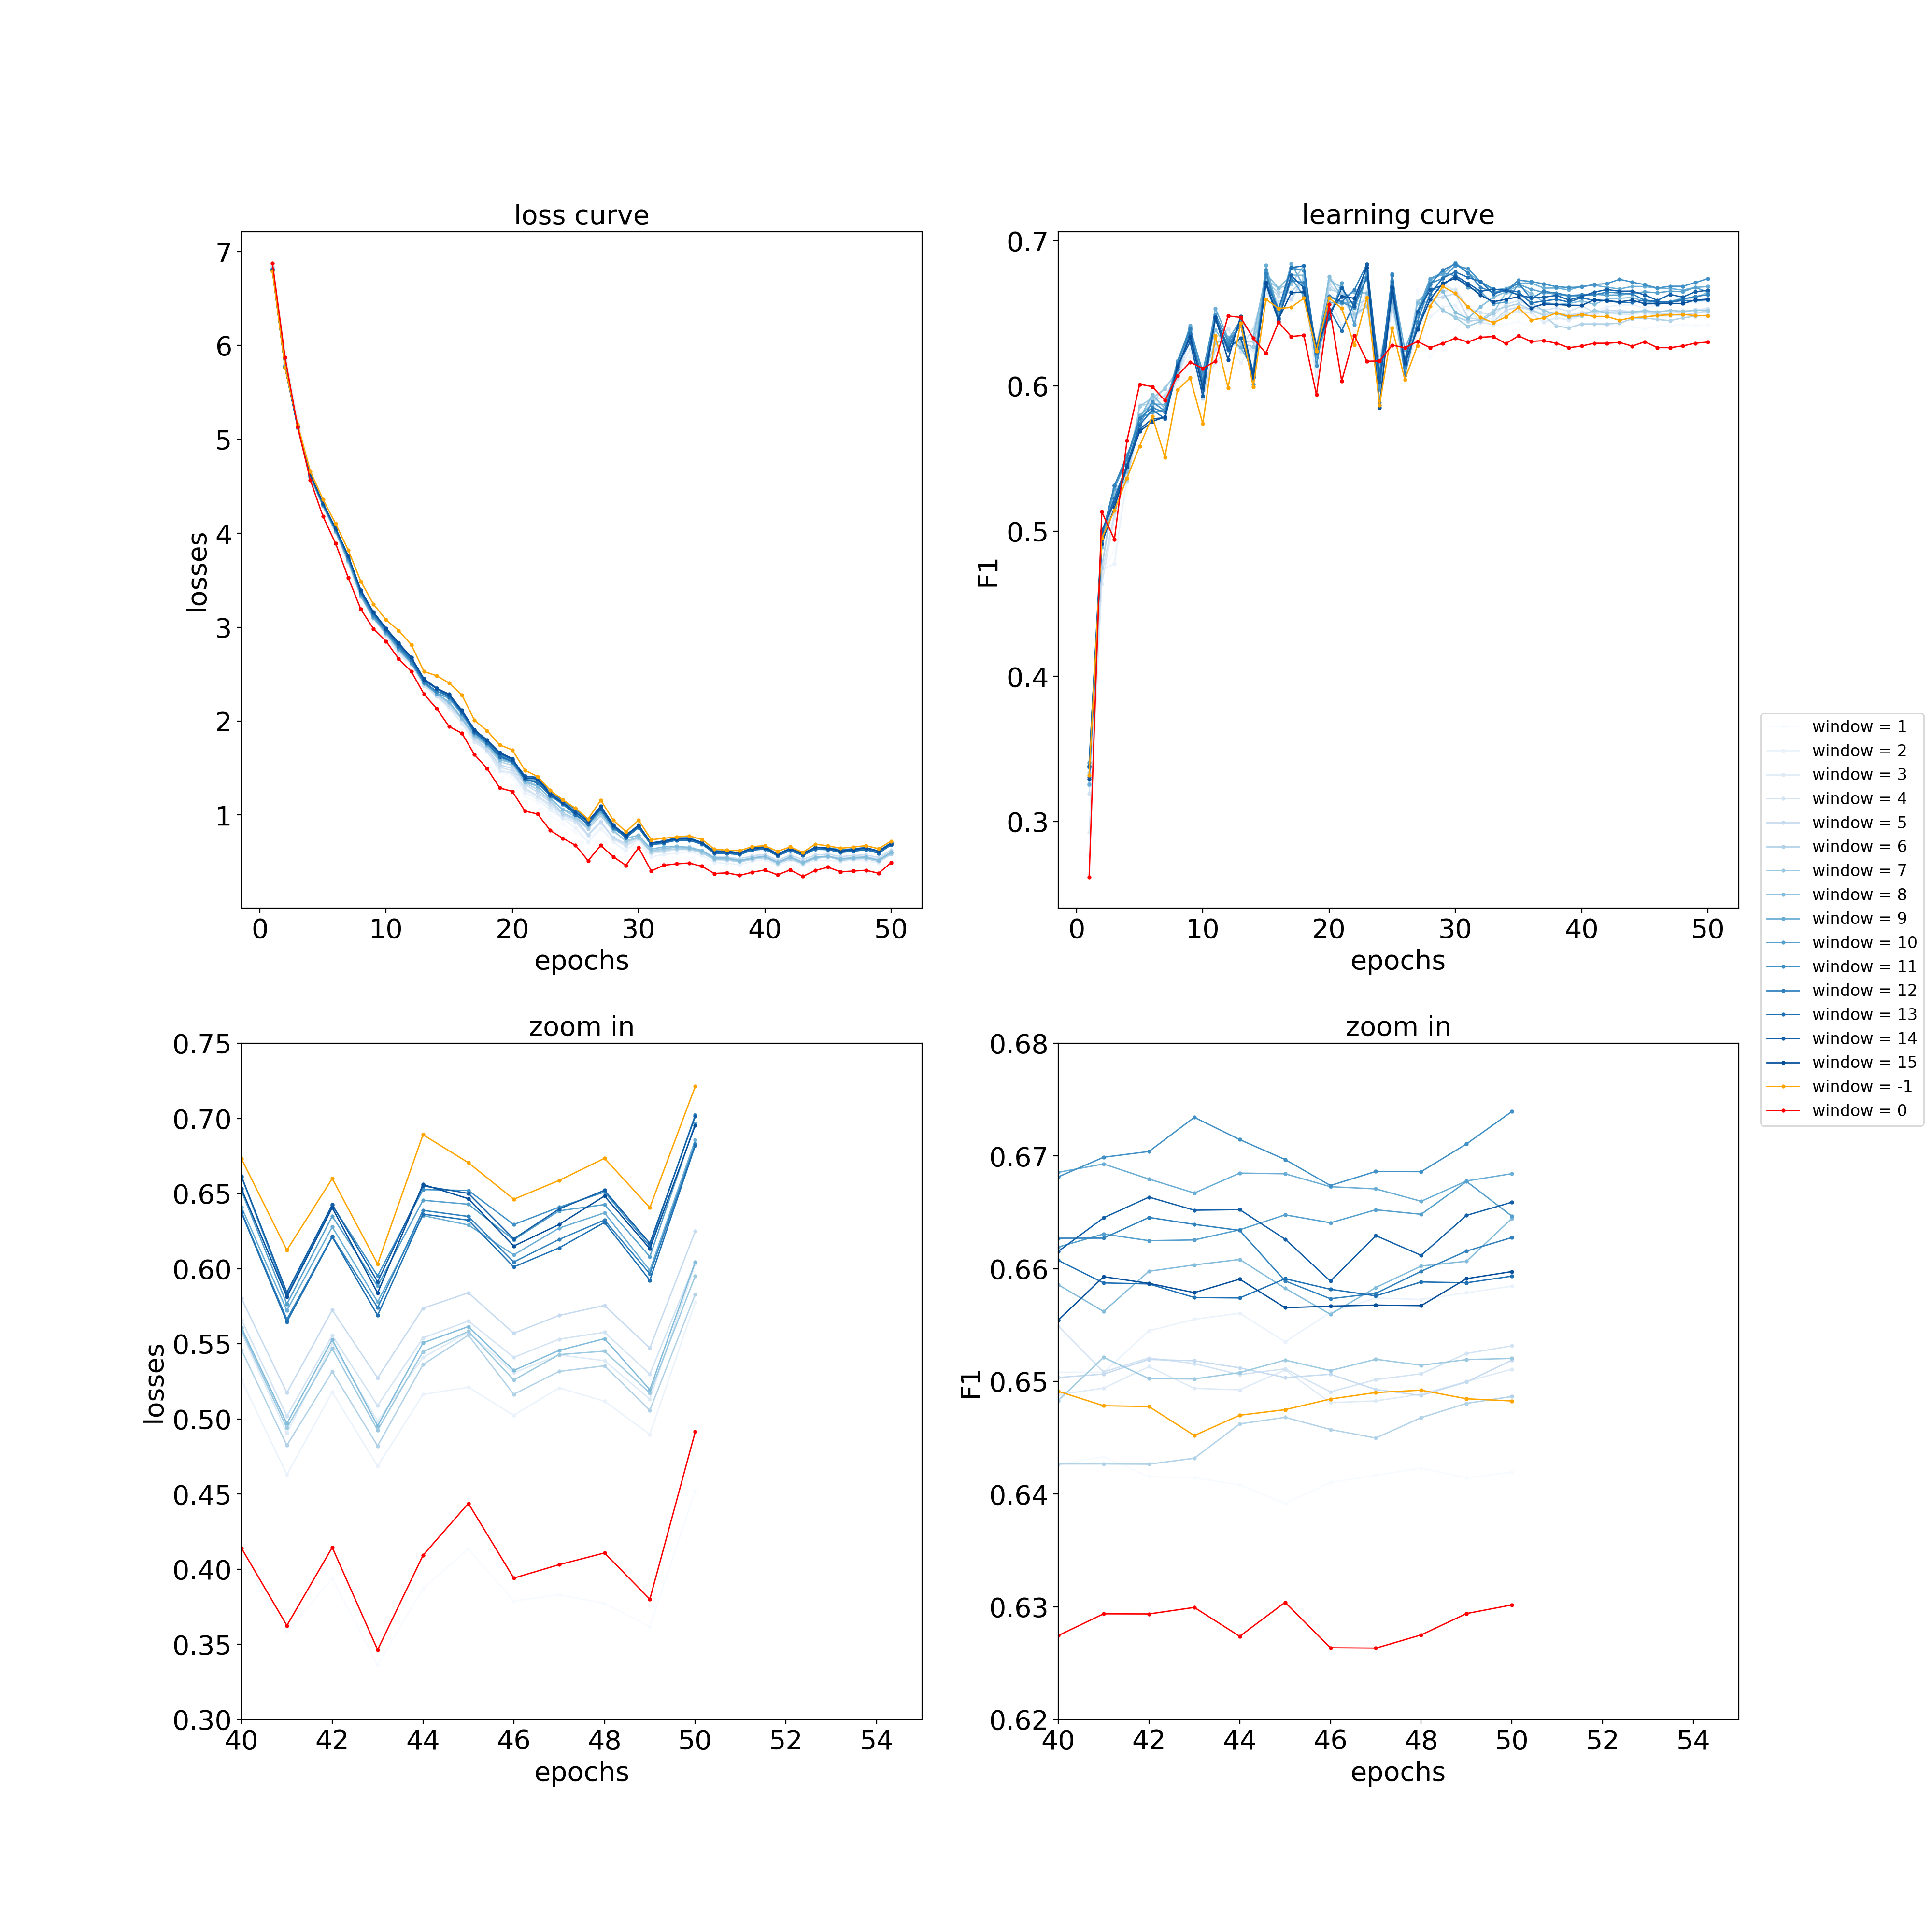 loss curve
7
6
5
4
3
2
1
losses
0 10 20 30 40 50
epochs
learning curve
0.7
0.6
0.5
0.4
0.3
F1
0 10 20 30 40 50
epochs
zoom in
0.75
0.70
0.65
0.60
0.55
0.50
0.45
0.40
0.35
0.30
losses
40 42 44 46 48 50 52 54
epochs
zoom in
0.68
0.67
0.66
0.65
0.64
0.63
0.62
F1
40 42 44 46 48 50 52 54
epochs
window = 1
window = 2
window = 3
window = 4
window = 5
window = 6
window = 7
window = 8
window = 9
window = 10
window = 11
window = 12
window = 13
window = 14
window = 15
window = -1
window = 0